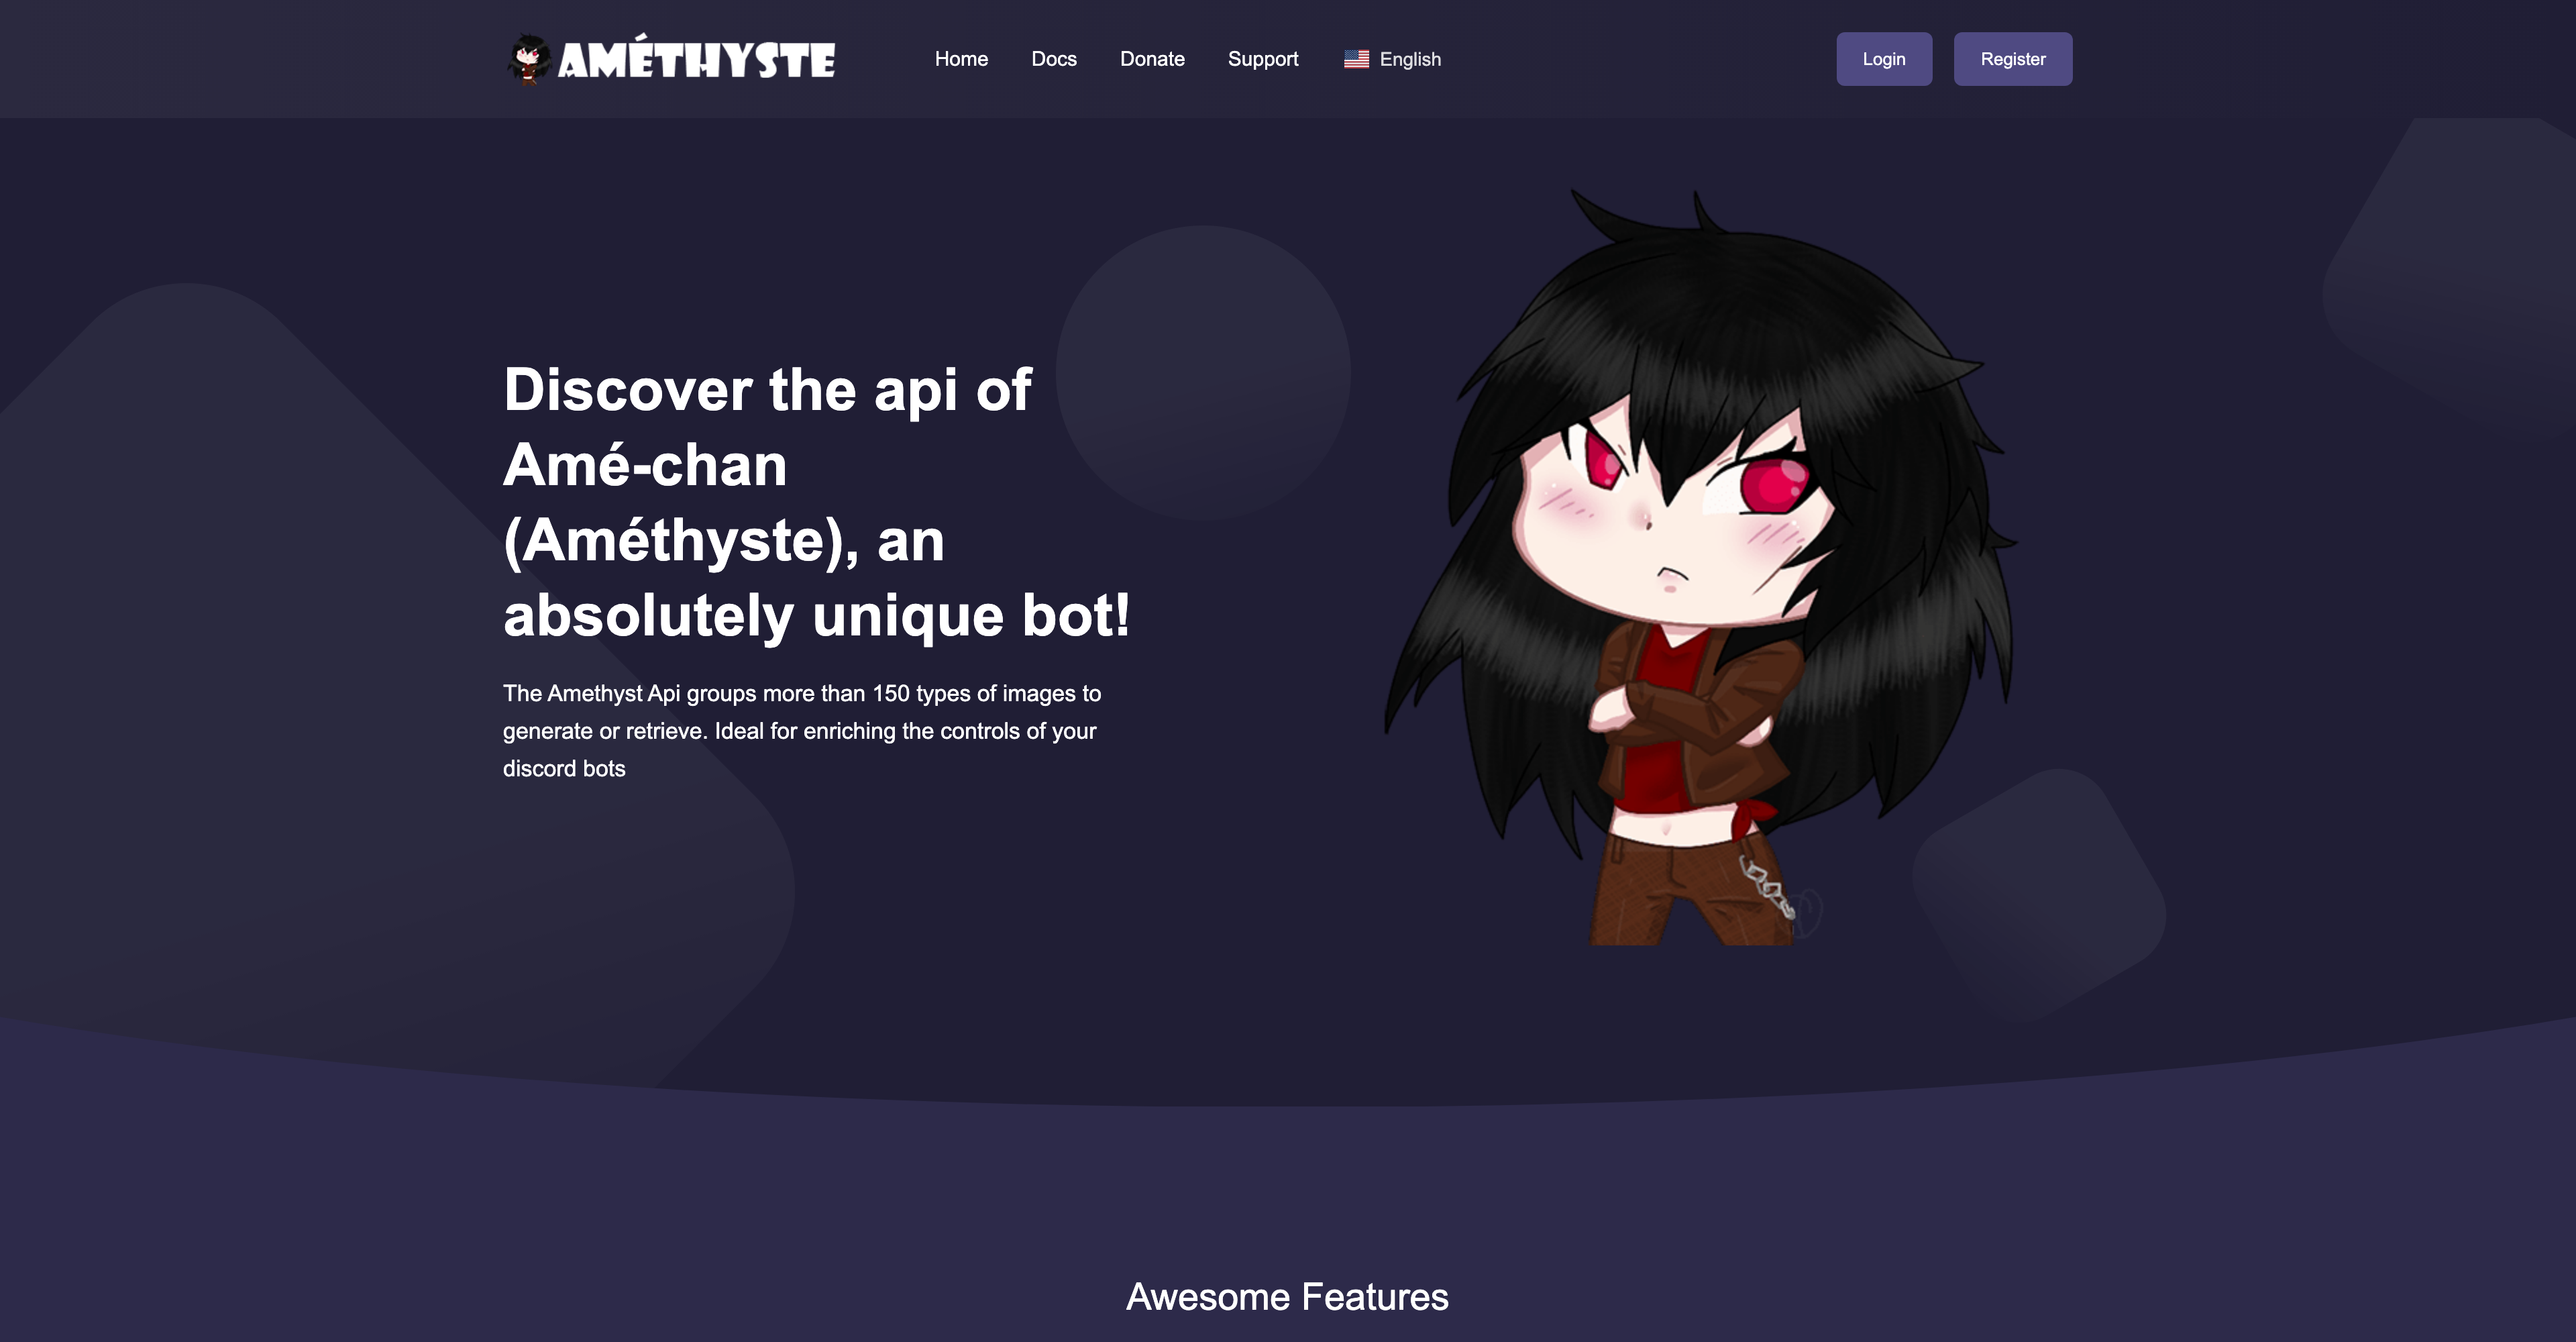 AMÉTHYSTE
Home
Docs
Donate
Support
English
Login
Register
Discover the api of
Amé-chan
(Améthyste), an
absolutely unique bot!
The Amethyst Api groups more than 150 types of images to
generate or retrieve. Ideal for enriching the controls of your
discord bots
Awesome Features